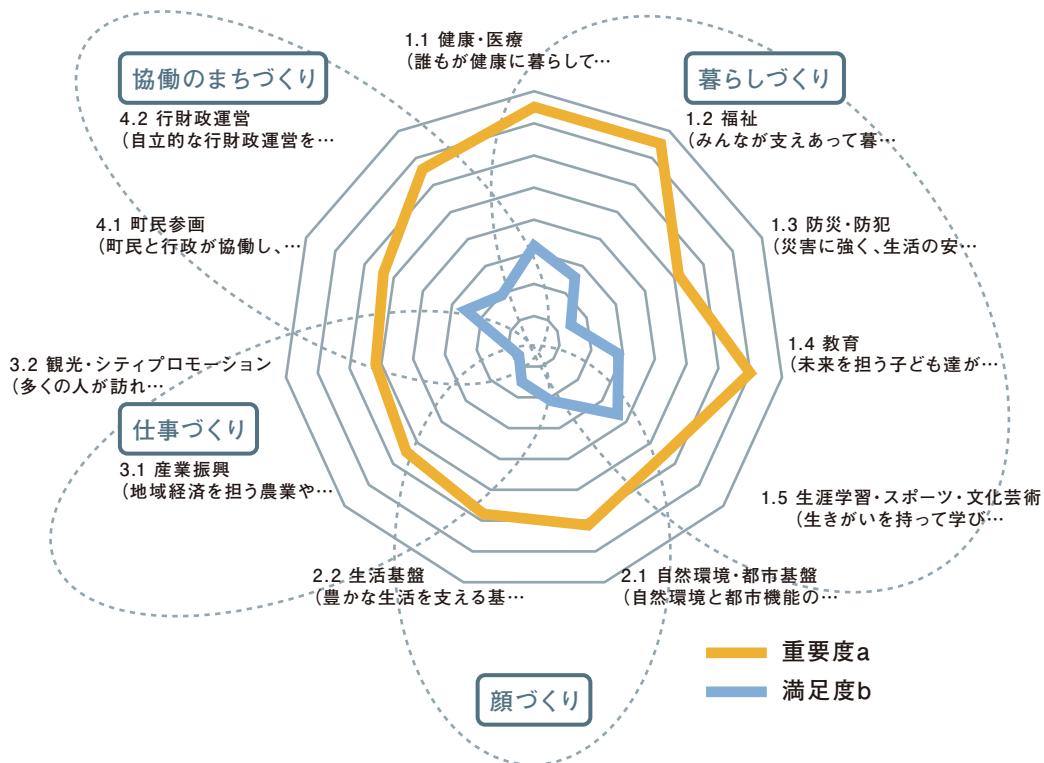 協働のまちづくり
4.2 行財政運営
(自立的な行財政運営を…
4.1 町民参画
(町民と行政が協働し、…
1.1 健康・医療
(誰もが健康に暮らして…
暮らしづくり
1.2 福祉
(みんなが支えあって暮…
1.3 防災・防犯
(災害に強く、生活の安…
1.4 教育
(未来を担う子ども達が…
1.5 生涯学習・スポーツ・文化芸術
(生きがいを持って学び…
3.2 観光・シティプロモーション
(多くの人が訪れ…
仕事づくり
3.1 産業振興
(地域経済を担う農業や…
2.2 生活基盤
(豊かな生活を支える基…
2.1 自然環境・都市基盤
(自然環境と都市機能の…
顔づくり
重要度a
満足度b